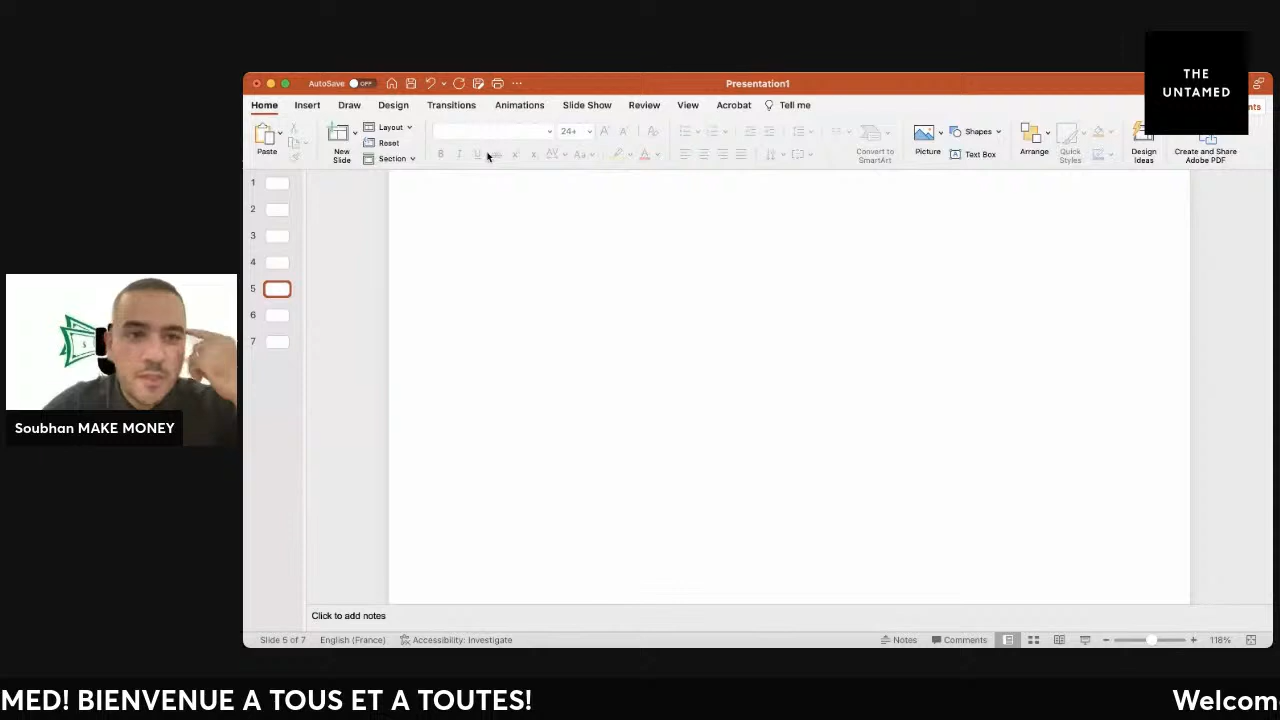 THE
UNTAMED
AutoSave OFF
Presentation1
Home Insert Draw Design Transitions Animations Slide Show Review View Acrobat Tell me
nts
Paste
New
Slide
Layout
Reset
Section
24+
Convert to
SmartArt
Picture
Shapes
Text Box
Arrange
Quick
Styles
Design
Ideas
Create and Share
Adobe PDF
1
2
3
4
5
6
7
Soubhan MAKE MONEY
Click to add notes
Slide 5 of 7 English (France) Accessibility: Investigate Notes Comments 118%
MED! BIENVENUE A TOUS ET A TOUTES! Welcom